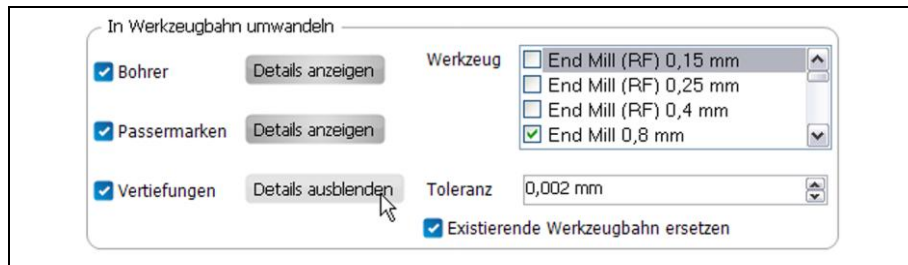 In Werkzeugbahn umwandeln
Bohrer Details anzeigen
Passermarken Details anzeigen
Vertiefungen Details ausblenden
Werkzeug End Mill (RF) 0,15 mm
End Mill (RF) 0,25 mm
End Mill (RF) 0,4 mm
End Mill 0,8 mm
Toleranz 0,002 mm
Existierende Werkzeugbahn ersetzen